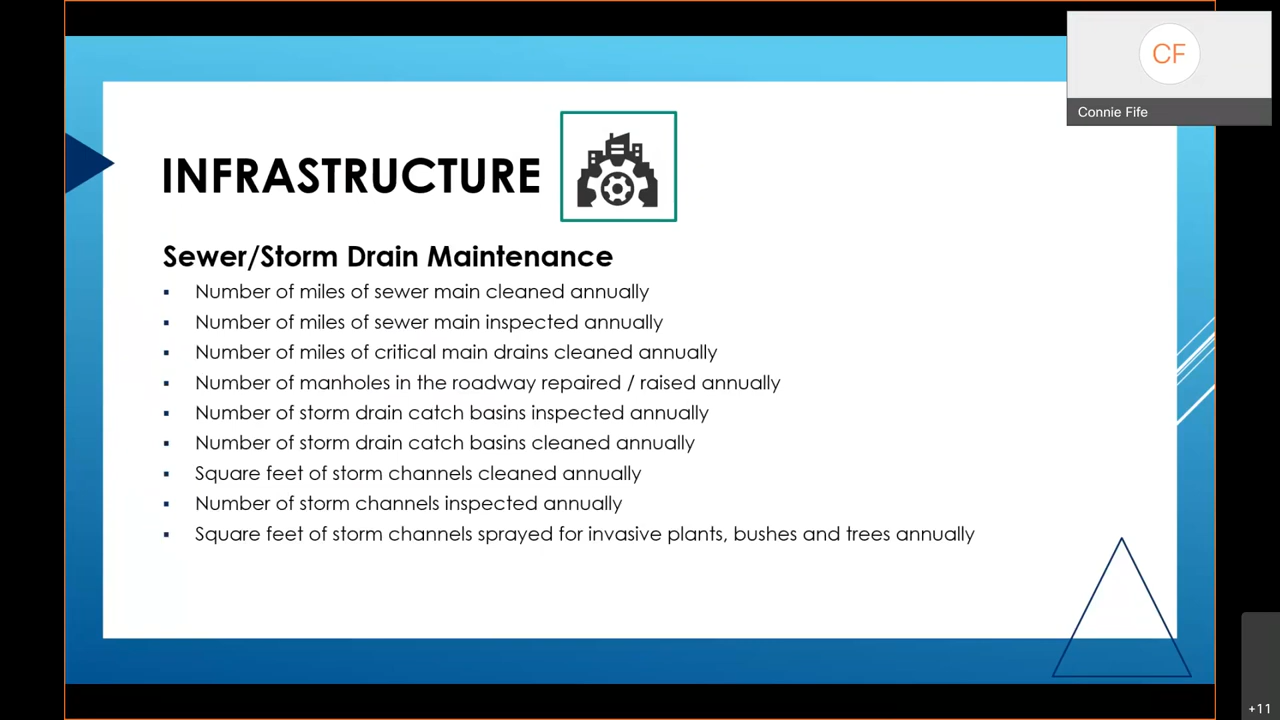 CF
Connie Fife
INFRASTRUCTURE
Sewer/Storm Drain Maintenance
▪ Number of miles of sewer main cleaned annually
▪ Number of miles of sewer main inspected annually
▪ Number of miles of critical main drains cleaned annually
▪ Number of manholes in the roadway repaired / raised annually
▪ Number of storm drain catch basins inspected annually
▪ Number of storm drain catch basins cleaned annually
▪ Square feet of storm channels cleaned annually
▪ Number of storm channels inspected annually
▪ Square feet of storm channels sprayed for invasive plants, bushes and trees annually
+11